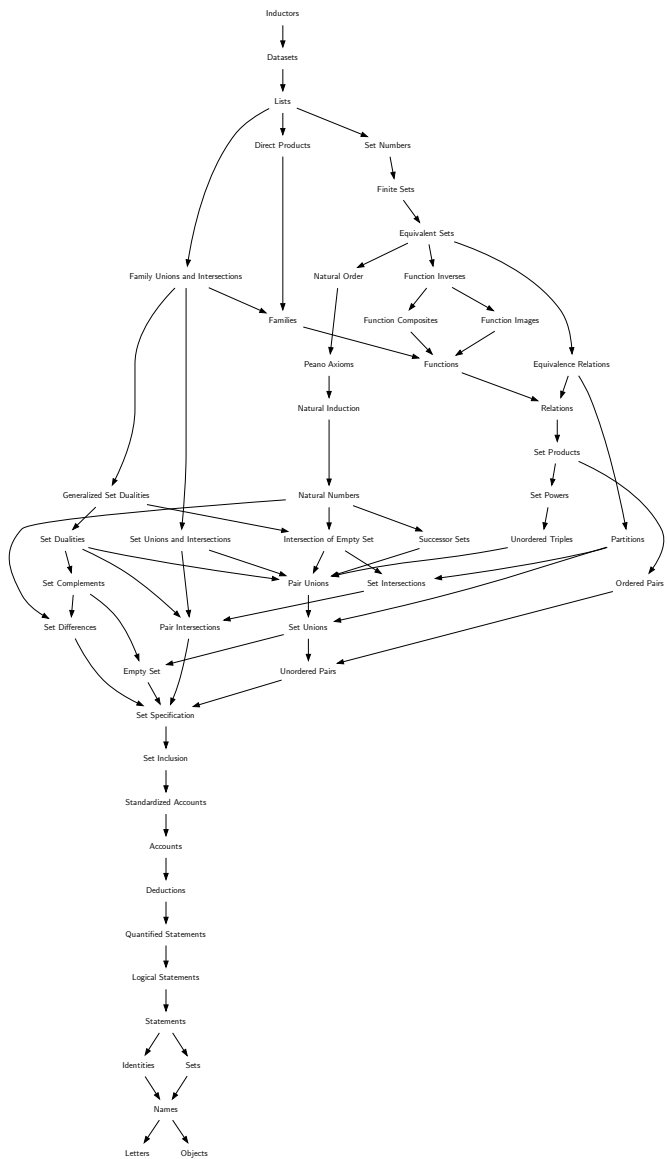 Inductors
Datasets
Lists
Direct Products
Set Numbers
Finite Sets
Equivalent Sets
Family Unions and Intersections
Natural Order
Function Inverses
Families
Function Composites
Function Images
Peano Axioms
Functions
Equivalence Relations
Natural Induction
Relations
Set Products
Generalized Set Dualities
Natural Numbers
Set Powers
Set Dualities
Set Unions and Intersections
Intersection of Empty Set
Successor Sets
Unordered Triples
Partitions
Set Complements
Pair Unions
Set Intersections
Ordered Pairs
Set Differences
Pair Intersections
Set Unions
Empty Set
Unordered Pairs
Set Specification
Set Inclusion
Standardized Accounts
Accounts
Deductions
Quantified Statements
Logical Statements
Statements
Identities
Sets
Names
Letters
Objects